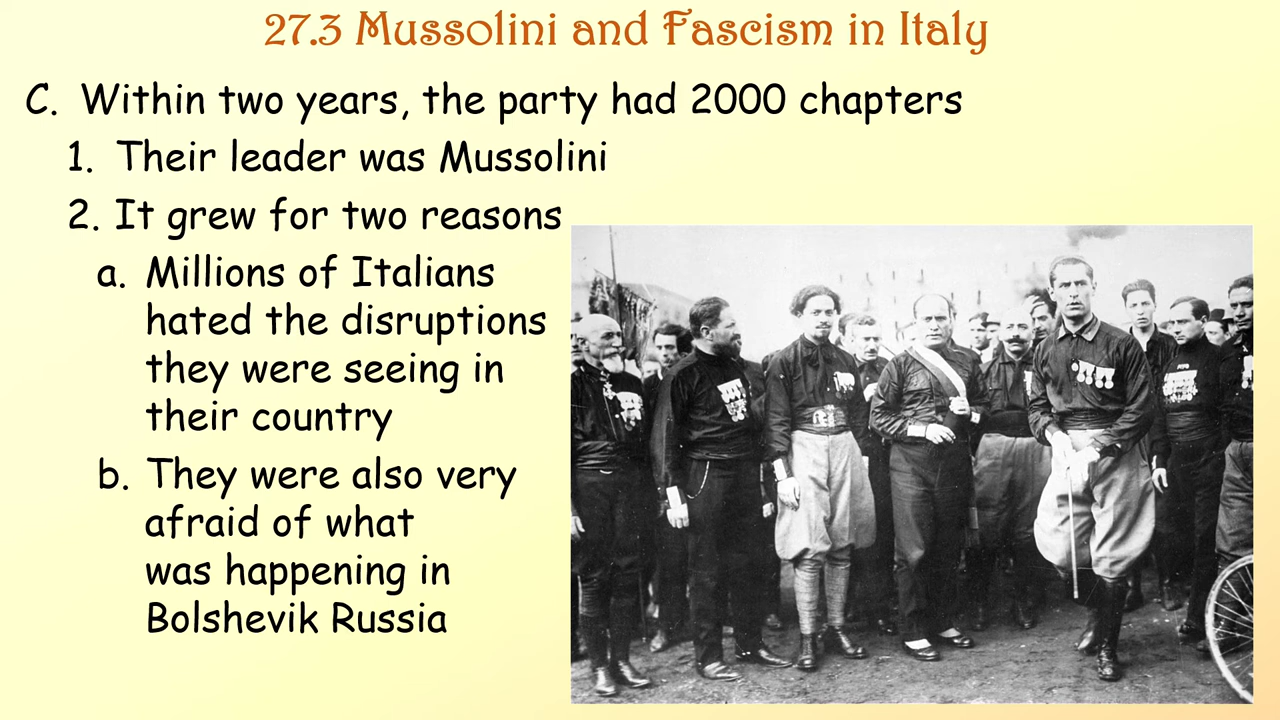 27.3 Mussolini and Fascism in Italy
C. Within two years, the party had 2000 chapters
1. Their leader was Mussolini
2. It grew for two reasons
a. Millions of Italians
hated the disruptions
they were seeing in
their country
b. They were also very
afraid of what
was happening in
Bolshevik Russia